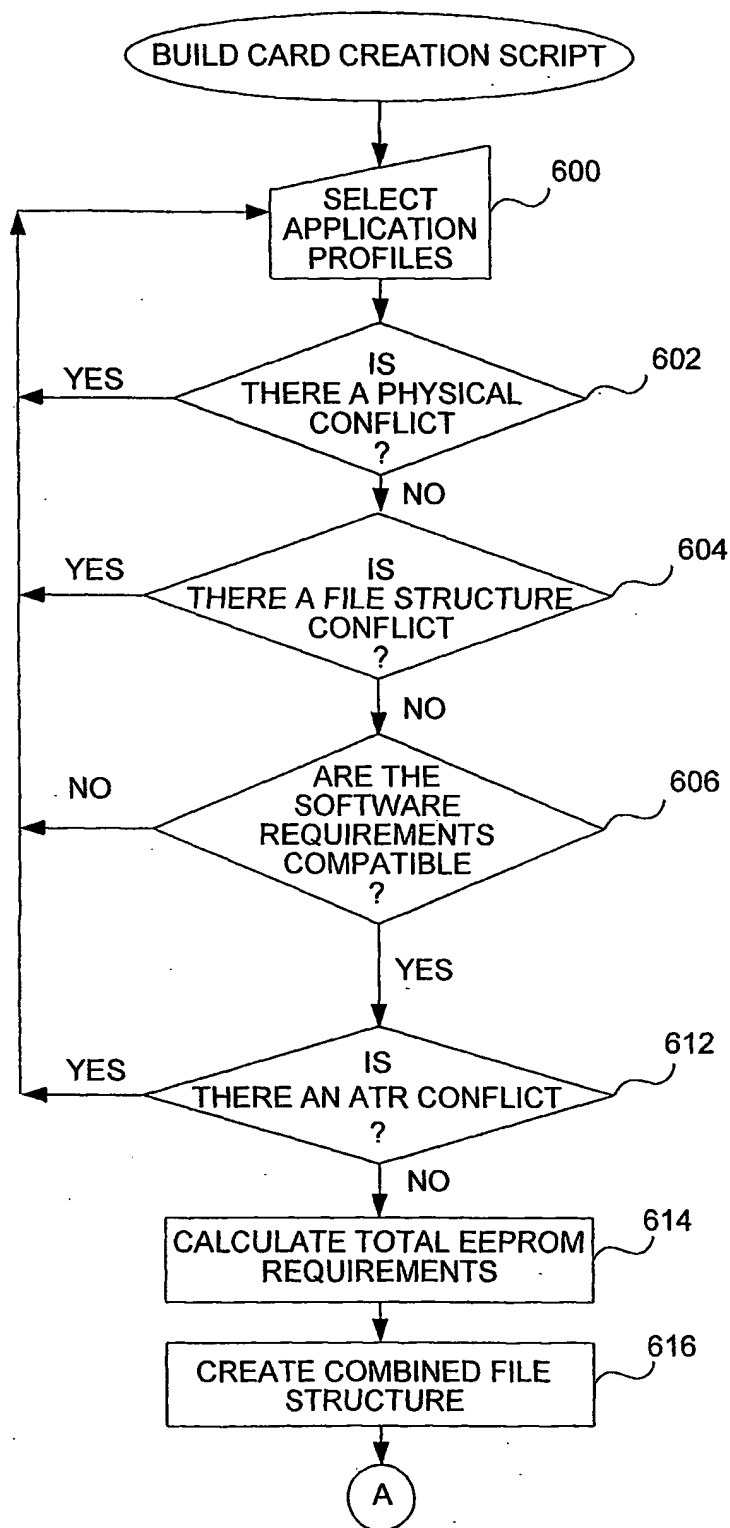 BUILD CARD CREATION SCRIPT
600
SELECT
APPLICATION
PROFILES
602
YES
IS
THERE A PHYSICAL
CONFLICT
?
NO
604
YES
IS
THERE A FILE STRUCTURE
CONFLICT
?
NO
606
NO
ARE THE
SOFTWARE
REQUIREMENTS
COMPATIBLE
?
YES
612
YES
IS
THERE AN ATR CONFLICT
?
NO
614
CALCULATE TOTAL EEPROM
REQUIREMENTS
616
CREATE COMBINED FILE
STRUCTURE
A